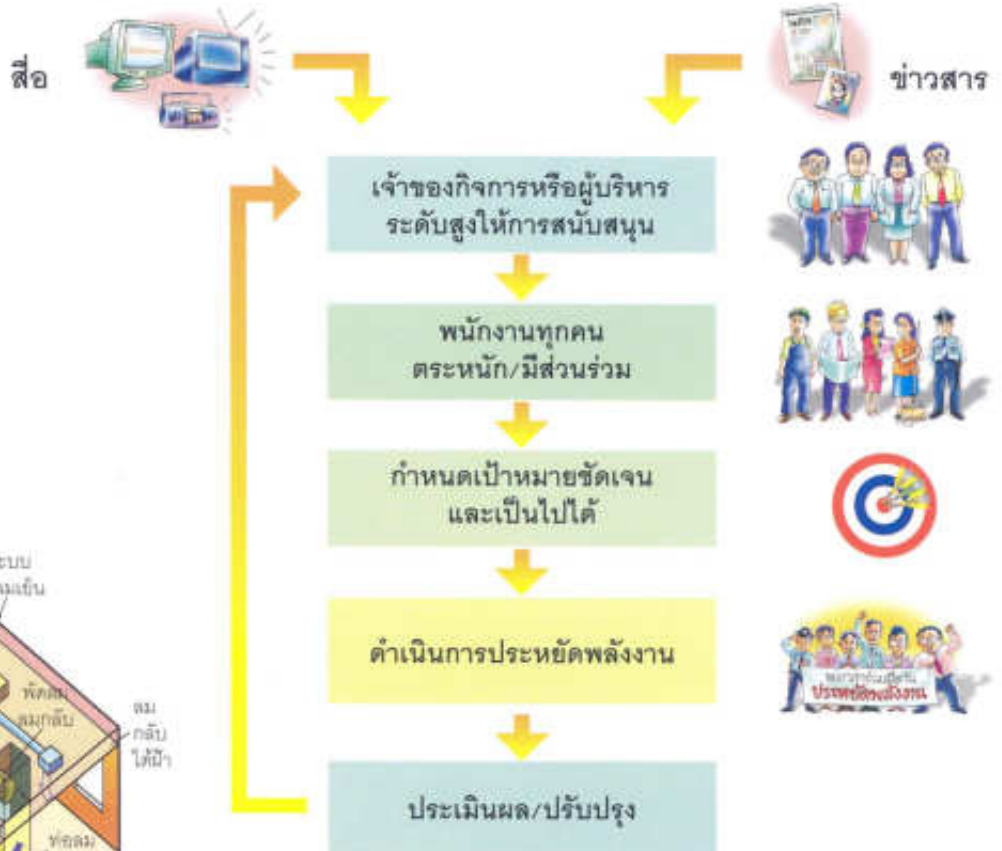 สื่อ
ข่าวสาร
เจ้าของกิจการหรือผู้บริหาร
ระดับสูงให้การสนับสนุน
พนักงานทุกคน
ตระหนัก/มีส่วนร่วม
กำหนดเป้าหมายชัดเจน
และเป็นไปได้
ดำเนินการประหยัดพลังงาน
ประหยัดพลังงาน
ประเมินผล/ปรับปรุง
พัดลม
ลมกลับ
ลม
กลับ
ใต้ฝ้า
ท่อลม